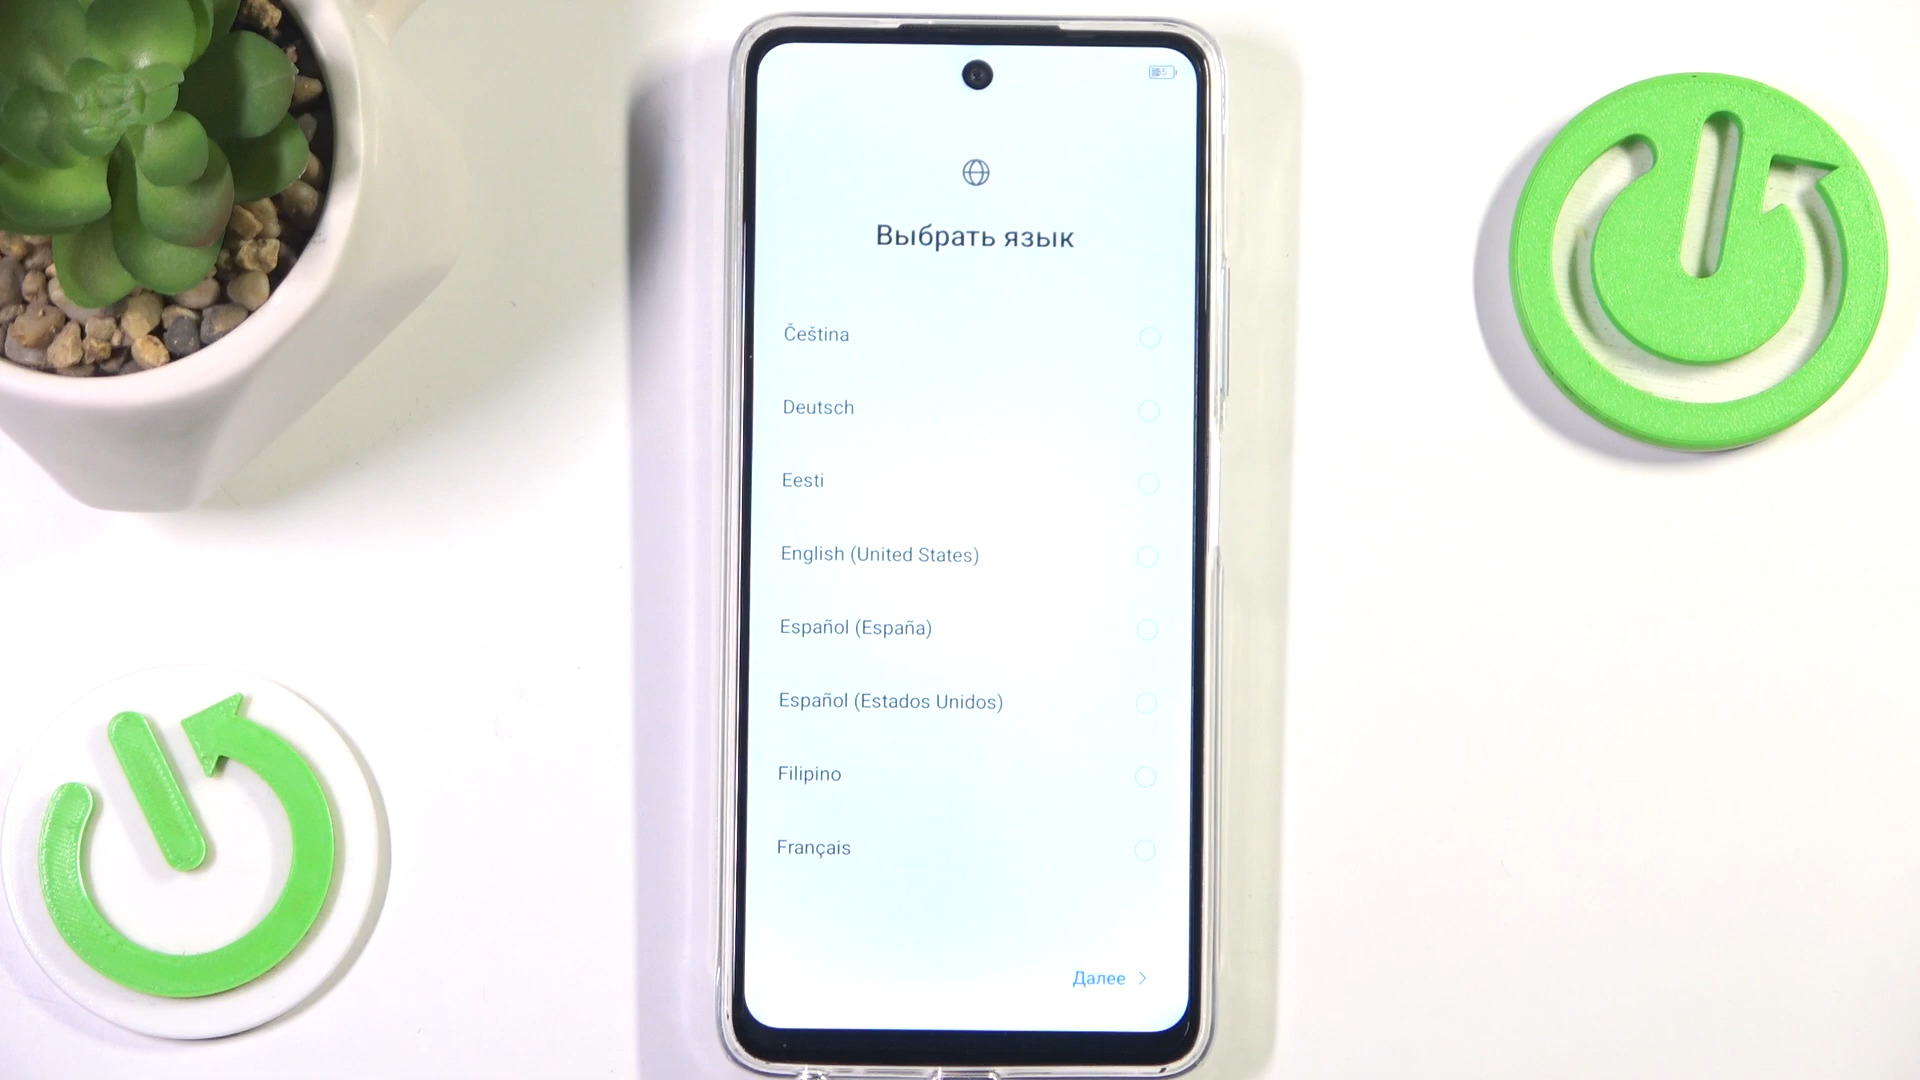 Выбрать язык
Čeština
Deutsch
Eesti
English (United States)
Español (España)
Español (Estados Unidos)
Filipino
Français
Далее